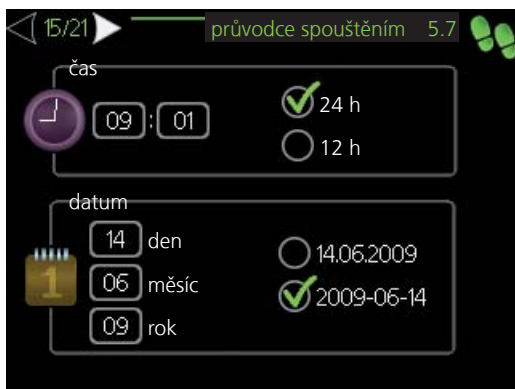 15/21 průvodce spouštěním 5.7
čas
09 : 01
24 h
12 h
datum
14 den
06 měsíc
09 rok
14.06.2009
2009-06-14
1